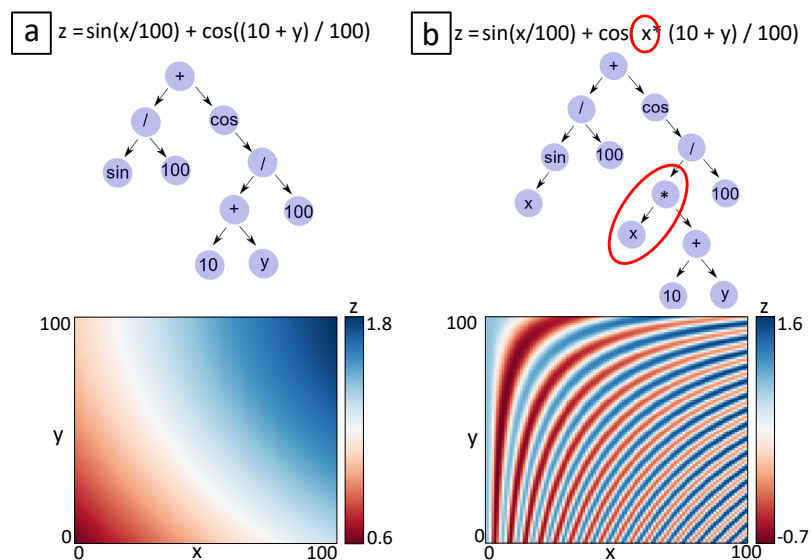 a z = sin(x/100) + cos((10 + y) / 100)
+
/ cos
sin 100 /
+ 100
10 y
z
100 1.8
y
0 0.6
0 x 100
b z = sin(x/100) + cos x* (10 + y) / 100)
+
/ cos
sin 100 /
x * 100
x +
10 y
z
100 1.6
y
0 -0.7
0 x 100